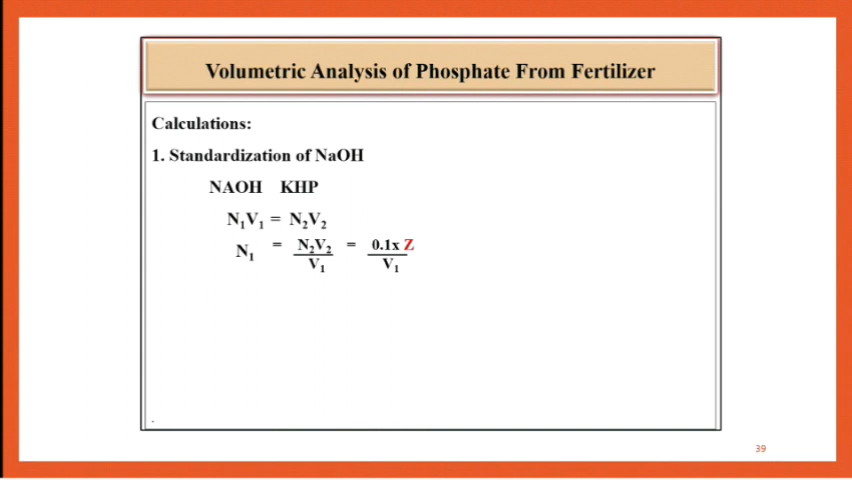 Volumetric Analysis of Phosphate From Fertilizer
Calculations:
1. Standardization of NaOH
NAOH KHP
N₁V₁ = N₂V₂
N₁ = N₂V₂ = 0.1x Z
V₁ V₁
39